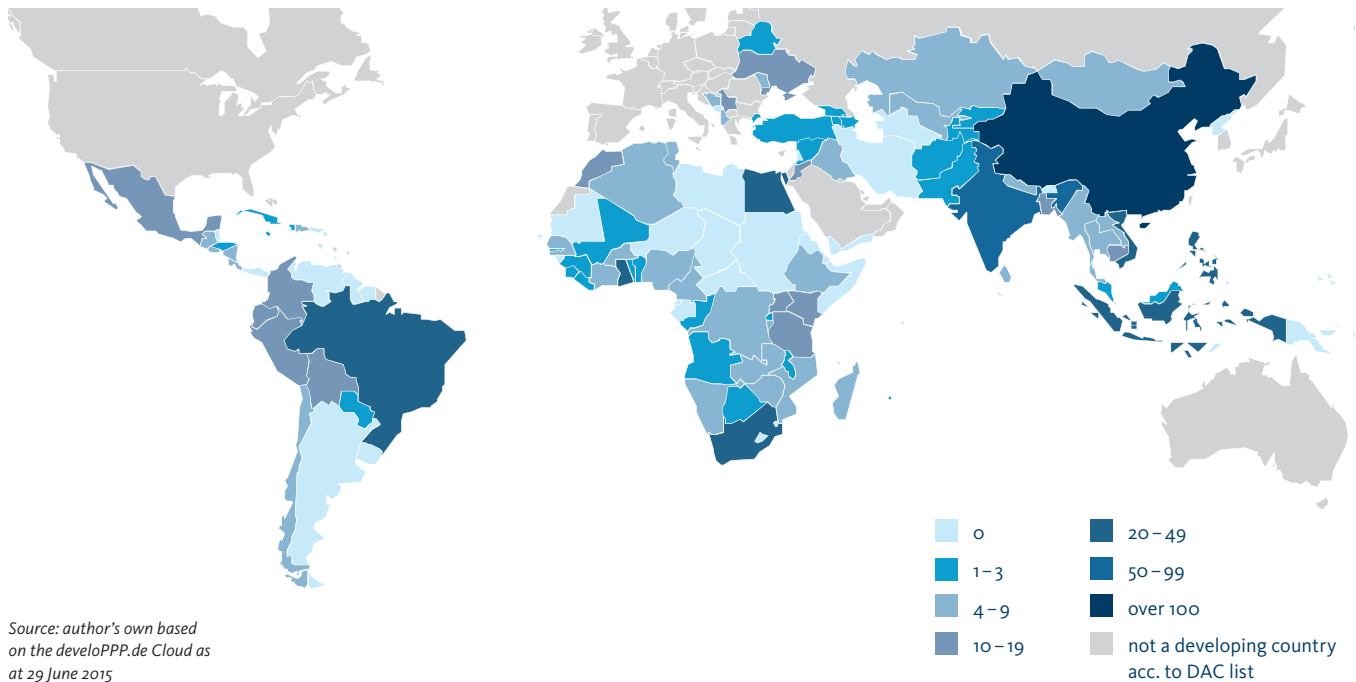 0
1–3
4–9
10–19
20–49
50–99
over 100
not a developing country
acc. to DAC list
Source: author's own based
on the develoPPP.de Cloud as
at 29 June 2015